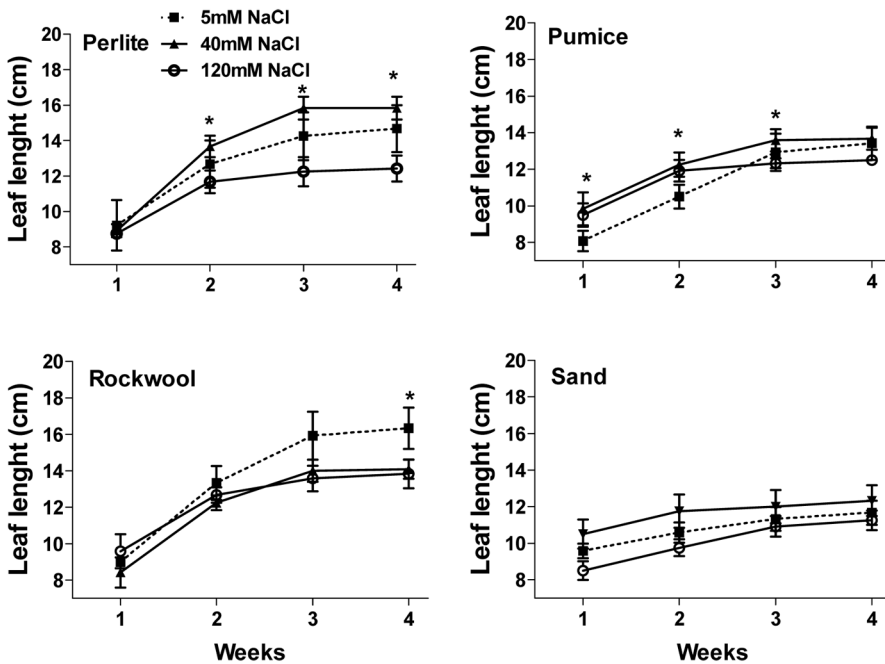 5mM NaCl
Perlite
40mM NaCl
120mM NaCl
Leaf lenght (cm)
20
18
16
14
12
10
8
*
*
*
1 2 3 4
Pumice
Leaf lenght (cm)
20
18
16
14
12
10
8
*
*
*
1 2 3 4
Rockwool
Leaf lenght (cm)
20
18
16
14
12
10
8
*
1 2 3 4
Weeks
Sand
Leaf lenght (cm)
20
18
16
14
12
10
8
1 2 3 4
Weeks